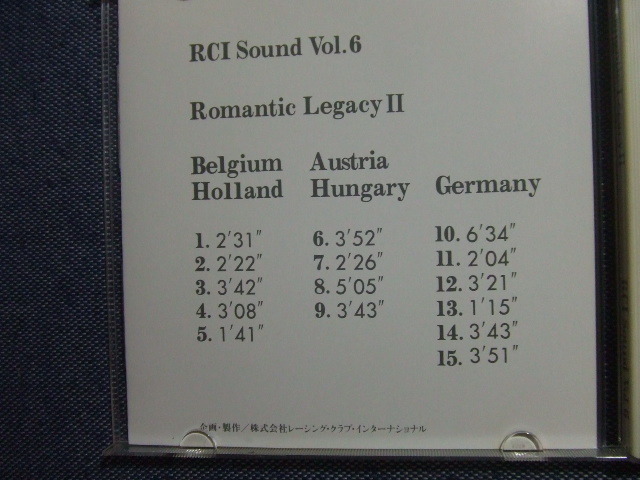 RCI Sound Vol.6
Romantic Legacy II
Belgium
Holland
1. 2'31"
2. 2'22"
3. 3'42"
4. 3'08"
5. 1'41"
Austria
Hungary
6. 3'52"
7. 2'26"
8. 5'05"
9. 3'43"
Germany
10. 6'34"
11. 2'04"
12. 3'21"
13. 1'15"
14. 3'43"
15. 3'51"
企画・製作／株式会社レーシング・クラブ・インターナショナル